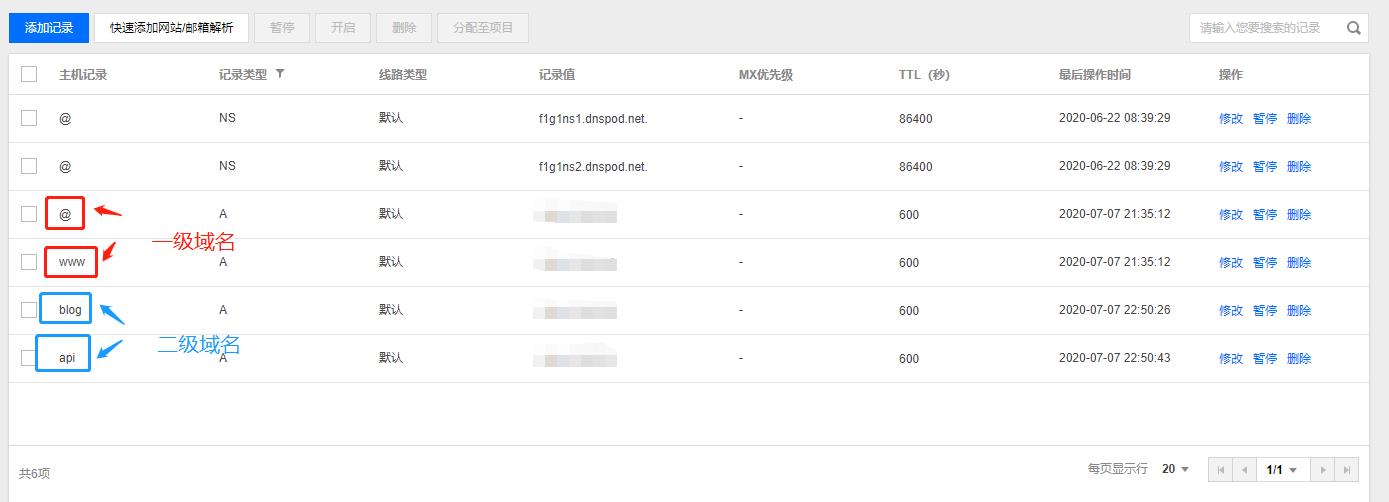 添加记录 快速添加网站/邮箱解析 暂停 开启 删除 分配至项目 请输入您要搜索的记录
主机记录 记录类型 线路类型 记录值 MX优先级 TTL（秒） 最后操作时间 操作
@ NS 默认 f1g1ns1.dnspod.net. - 86400 2020-06-22 08:39:29 修改 暂停 删除
@ NS 默认 f1g1ns2.dnspod.net. - 86400 2020-06-22 08:39:29 修改 暂停 删除
@ A 默认 - 600 2020-07-07 21:35:12 修改 暂停 删除
一级域名
www A 默认 - 600 2020-07-07 21:35:12 修改 暂停 删除
blog A 默认 - 600 2020-07-07 22:50:26 修改 暂停 删除
二级域名
api A 默认 - 600 2020-07-07 22:50:43 修改 暂停 删除
共6项 每页显示行 20 1/1